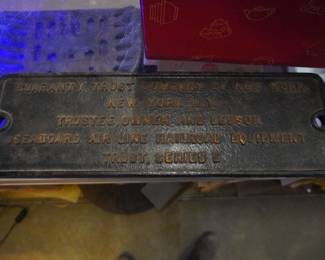 GUARANTY TRUST COMPANY OF NEW YORK
NEW YORK, N.Y.
TRUSTEE OWNER AND LESSOR
SEABOARD AIR LINE RAILROAD EQUIPMENT
TRUST, SERIES